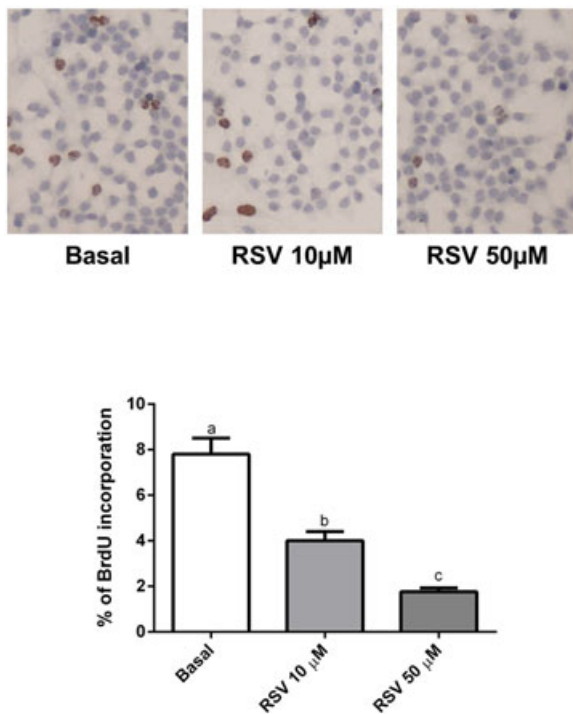 Basal RSV 10µM RSV 50µM
% of BrdU incorporation
10
8
6
4
2
0
a
b
c
Basal
RSV 10 µM
RSV 50 µM